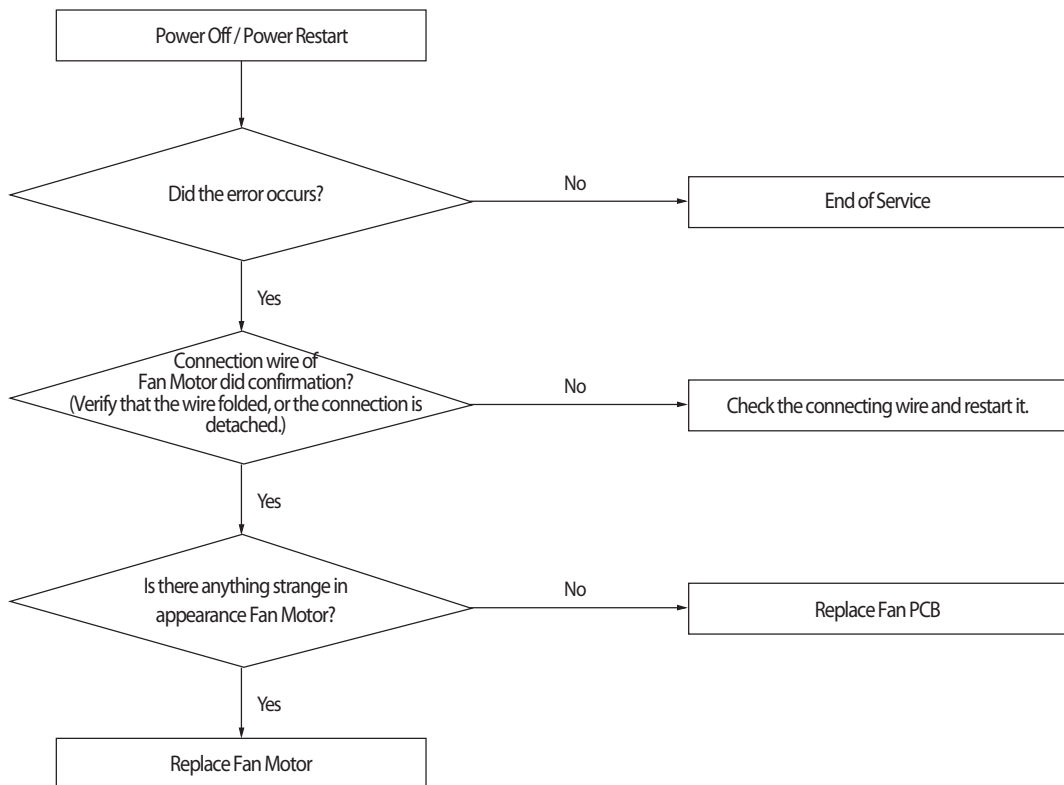 Power Off / Power Restart
Did the error occurs?
No
End of Service
Yes
Connection wire of
Fan Motor did confirmation?
(Verify that the wire folded, or the connection is
detached.)
No
Check the connecting wire and restart it.
Yes
Is there anything strange in
appearance Fan Motor?
No
Replace Fan PCB
Yes
Replace Fan Motor